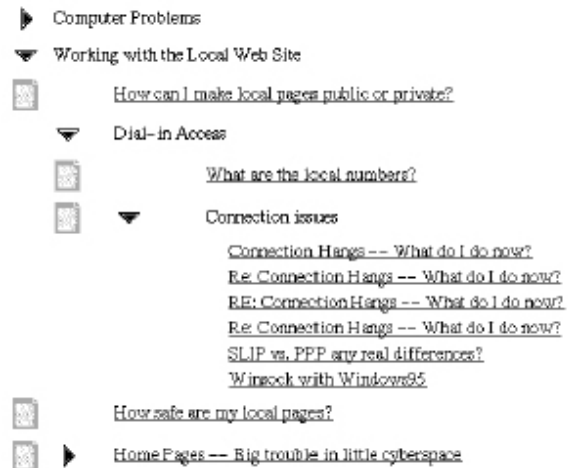 Computer Problems
Working with the Local Web Site
How can I make local pages public or private?
Dial-in Access
What are the local numbers?
Connection issues
Connection Hangs -- What do I do now?
Re: Connection Hangs -- What do I do now?
RE: Connection Hangs -- What do I do now?
Re: Connection Hangs -- What do I do now?
SLIP vs. PPP any real differences?
Winsock with Windows95
How safe are my local pages?
Home Pages -- Big trouble in little cyberspace